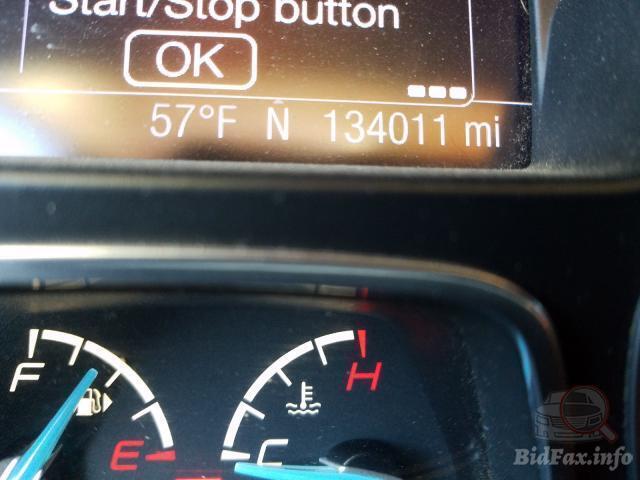 Start/Stop button
OK
57°F N 134011 mi
F
E
H
C
BidFax.info